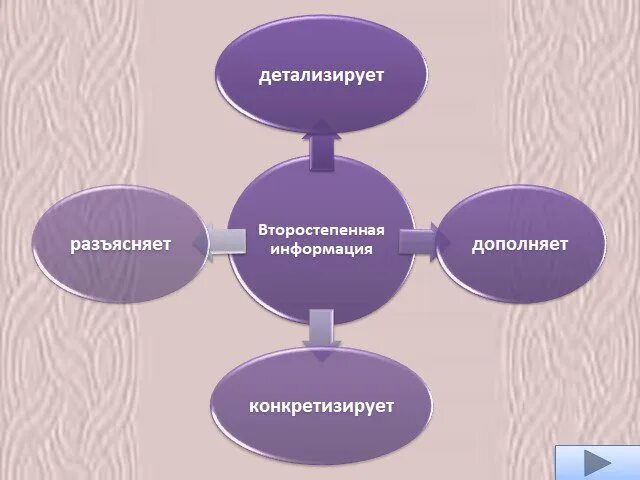 детализирует
разъясняет
Второстепенная
информация
дополняет
конкретизирует